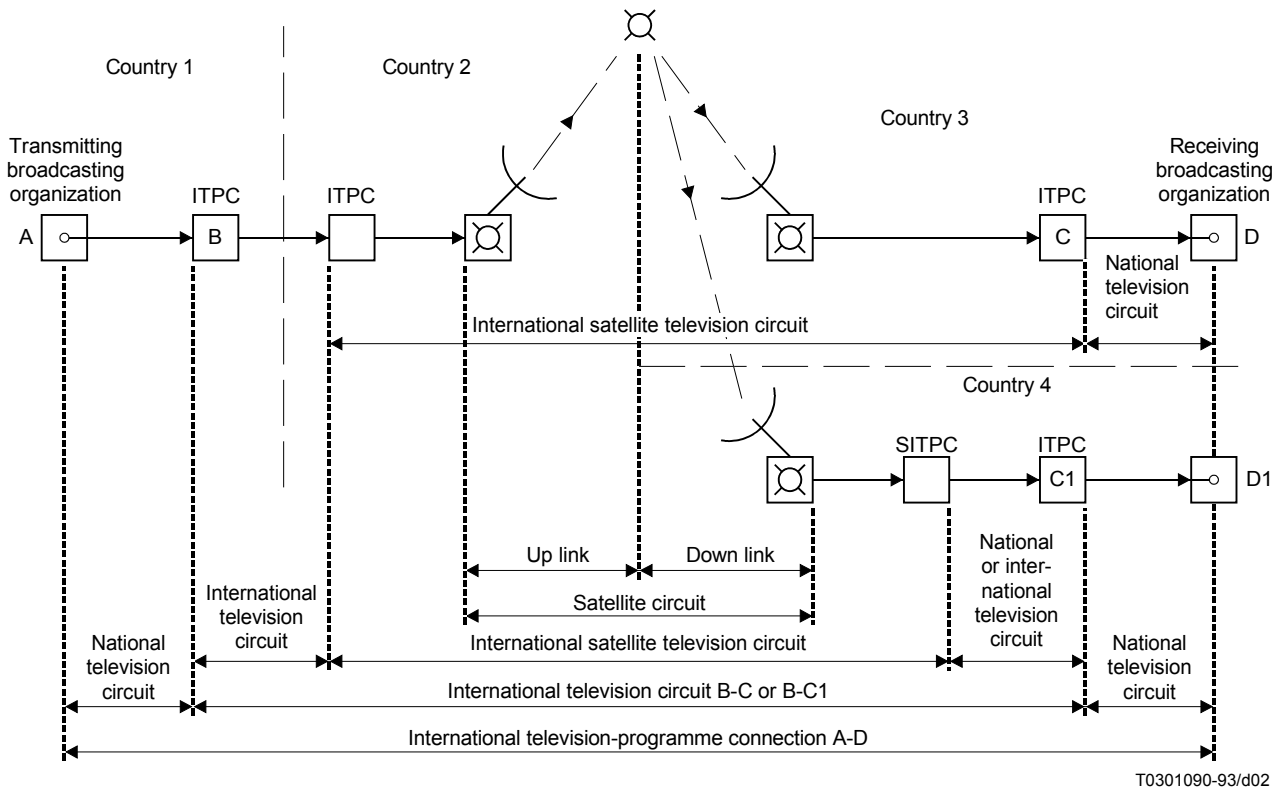 Country 1
Country 2
Country 3
Transmitting
broadcasting
organization
Receiving
broadcasting
organization
ITPC
ITPC
ITPC
A
B
C
D
National
television
circuit
International satellite television circuit
Country 4
SITPC
ITPC
C1
D1
Up link
Down link
National
or inter-
national
television
circuit
International
television
circuit
Satellite circuit
National
television
circuit
International satellite television circuit
National
television
circuit
International television circuit B-C or B-C1
International television-programme connection A-D
T0301090-93/d02